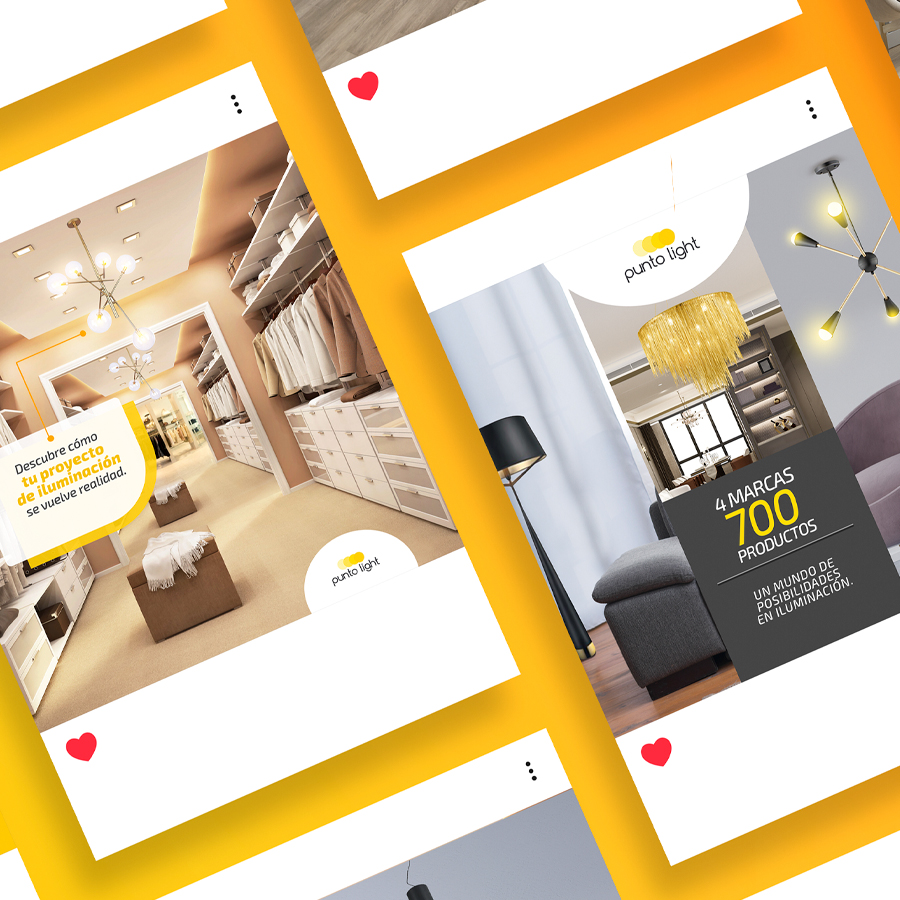 Descubre cómo
tu proyecto
de iluminación
se vuelve realidad.
punto light
punto light
4 MARCAS
700
PRODUCTOS
UN MUNDO DE
POSIBILIDADES
EN ILUMINACIÓN.